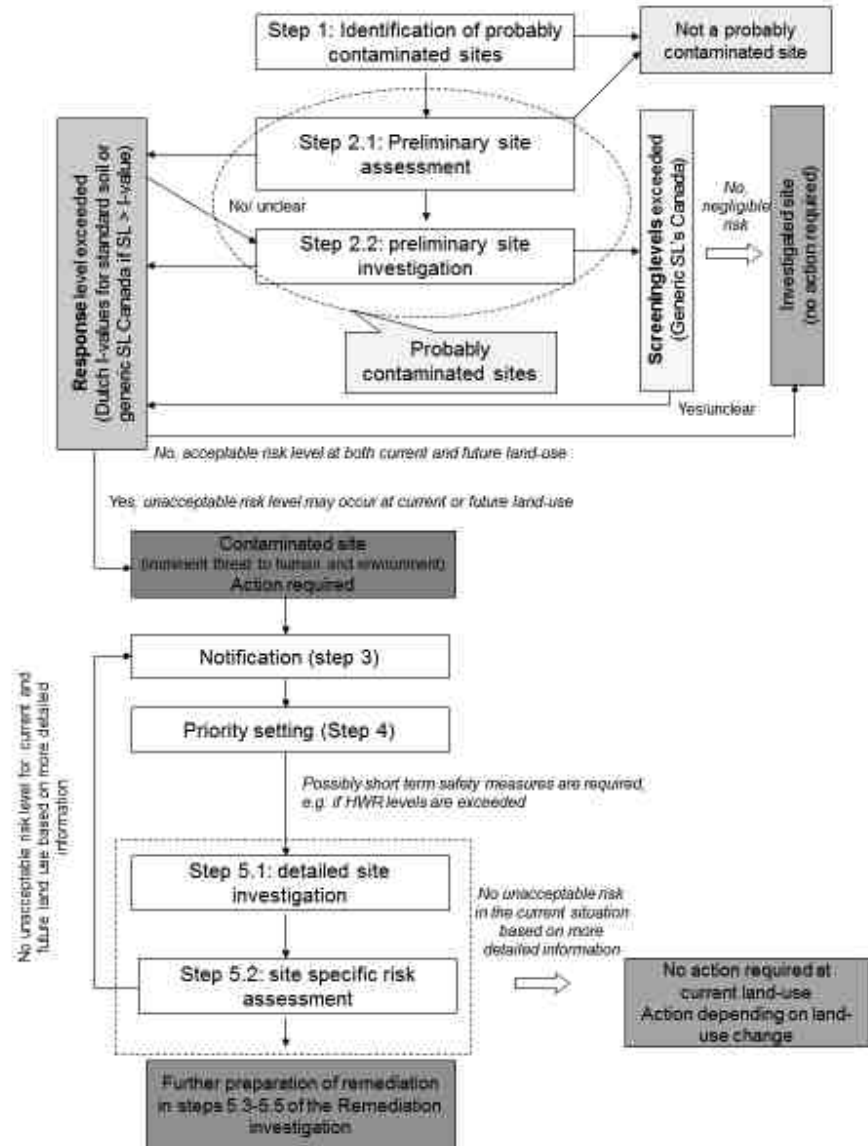 Step 1: Identification of probably
contaminated sites
Not a probably
contaminated site
Step 2.1: Preliminary site
assessment
No/ unclear
Step 2.2: preliminary site
investigation
Probably
contaminated sites
Response level exceeded
(Dutch I-values for standard soil or
generic SL Canada if SL > I-value)
Screening levels exceeded
(Generic SL's Canada)
No,
negligible
risk
Investigated site
(no action required)
Yes/unclear
No, acceptable risk level at both current and future land-use
Yes, unacceptable risk level may occur at current or future land-use
Contaminated site
(imminent threat to human and environment)
Action required
Notification (step 3)
Priority setting (Step 4)
Possibly short term safety measures are required,
e.g. if HWR levels are exceeded
No unacceptable risk level for current and
future land use based on more detailed
information
Step 5.1: detailed site
investigation
Step 5.2: site specific risk
assessment
No unacceptable risk
in the current situation
based on more
detailed information
No action required at
current land-use
Action depending on land-
use change
Further preparation of remediation
in steps 5.3-5.5 of the Remediation
investigation